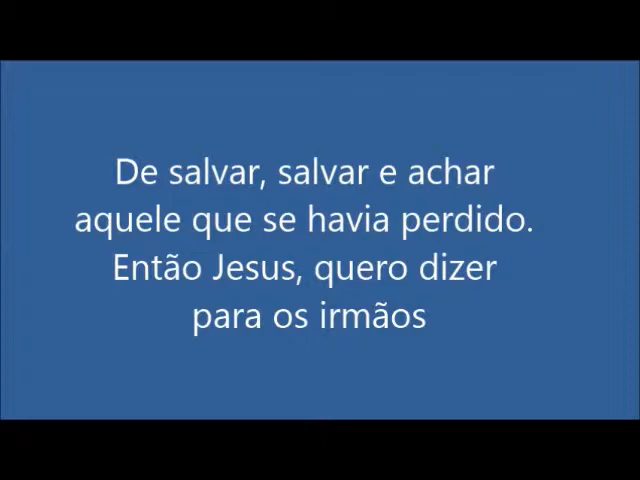 De salvar, salvar e achar
aquele que se havia perdido.
Então Jesus, quero dizer
para os irmãos